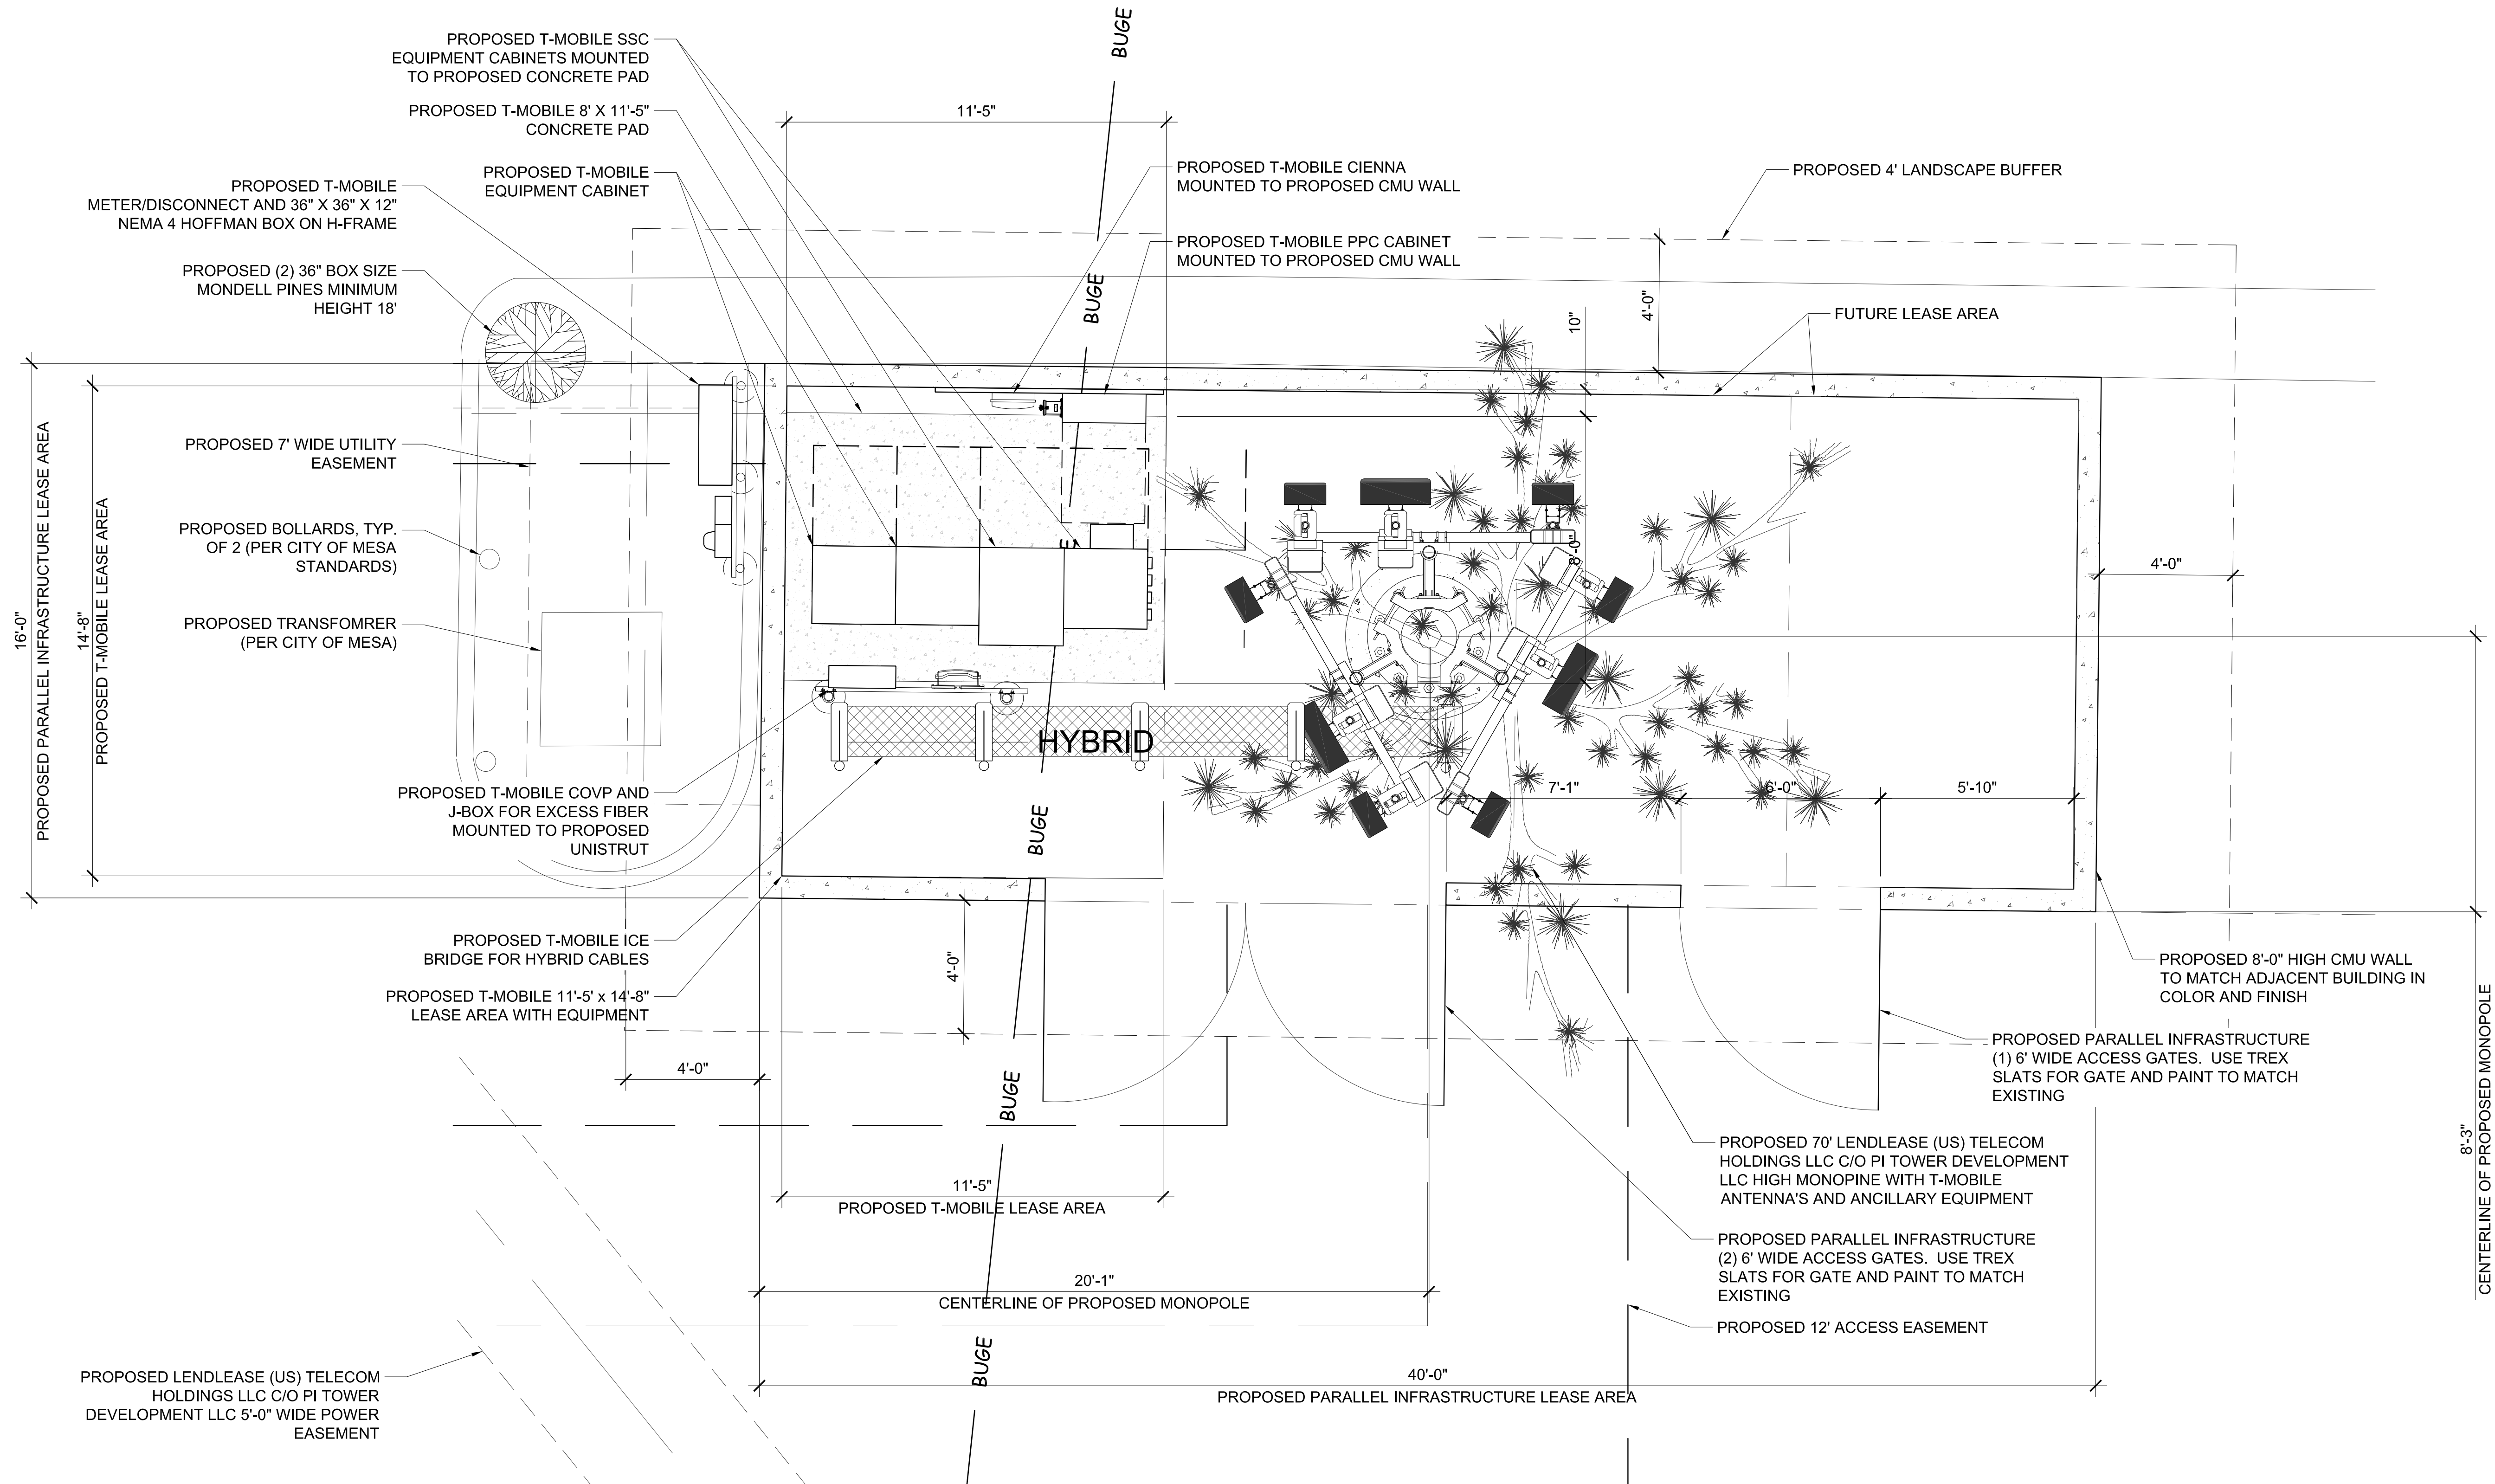 BUGE
PROPOSED T-MOBILE SSC
EQUIPMENT CABINETS MOUNTED
TO PROPOSED CONCRETE PAD
PROPOSED T-MOBILE 8' X 11'-5"
CONCRETE PAD
11'-5"
PROPOSED T-MOBILE
EQUIPMENT CABINET
PROPOSED T-MOBILE CIENNA
MOUNTED TO PROPOSED CMU WALL
PROPOSED 4' LANDSCAPE BUFFER
PROPOSED T-MOBILE
METER/DISCONNECT AND 36" X 36" X 12"
NEMA 4 HOFFMAN BOX ON H-FRAME
PROPOSED T-MOBILE PPC CABINET
MOUNTED TO PROPOSED CMU WALL
PROPOSED (2) 36" BOX SIZE
MONDELL PINES MINIMUM
HEIGHT 18'
BUGE
10"
4'-0"
FUTURE LEASE AREA
16'-0"
PROPOSED PARALLEL INFRASTRUCTURE LEASE AREA
14'-8"
PROPOSED T-MOBILE LEASE AREA
PROPOSED 7' WIDE UTILITY
EASEMENT
PROPOSED BOLLARDS, TYP.
OF 2 (PER CITY OF MESA
STANDARDS)
8'-0"
4'-0"
PROPOSED TRANSFOMRER
(PER CITY OF MESA)
HYBRID
PROPOSED T-MOBILE COVP AND
J-BOX FOR EXCESS FIBER
MOUNTED TO PROPOSED
UNISTRUT
7'-1"
6'-0"
5'-10"
BUGE
PROPOSED T-MOBILE ICE
BRIDGE FOR HYBRID CABLES
4'-0"
PROPOSED 8'-0" HIGH CMU WALL
TO MATCH ADJACENT BUILDING IN
COLOR AND FINISH
PROPOSED T-MOBILE 11'-5' x 14'-8"
LEASE AREA WITH EQUIPMENT
PROPOSED PARALLEL INFRASTRUCTURE
(1) 6' WIDE ACCESS GATES.  USE TREX
SLATS FOR GATE AND PAINT TO MATCH
EXISTING
4'-0"
BUGE
8'-3"
CENTERLINE OF PROPOSED MONOPOLE
PROPOSED 70' LENDLEASE (US) TELECOM
HOLDINGS LLC C/O PI TOWER DEVELOPMENT
LLC HIGH MONOPINE WITH T-MOBILE
ANTENNA'S AND ANCILLARY EQUIPMENT
11'-5"
PROPOSED T-MOBILE LEASE AREA
PROPOSED PARALLEL INFRASTRUCTURE
(2) 6' WIDE ACCESS GATES.  USE TREX
SLATS FOR GATE AND PAINT TO MATCH
EXISTING
20'-1"
CENTERLINE OF PROPOSED MONOPOLE
PROPOSED 12' ACCESS EASEMENT
BUGE
PROPOSED LENDLEASE (US) TELECOM
HOLDINGS LLC C/O PI TOWER
DEVELOPMENT LLC 5'-0" WIDE POWER
EASEMENT
40'-0"
PROPOSED PARALLEL INFRASTRUCTURE LEASE AREA